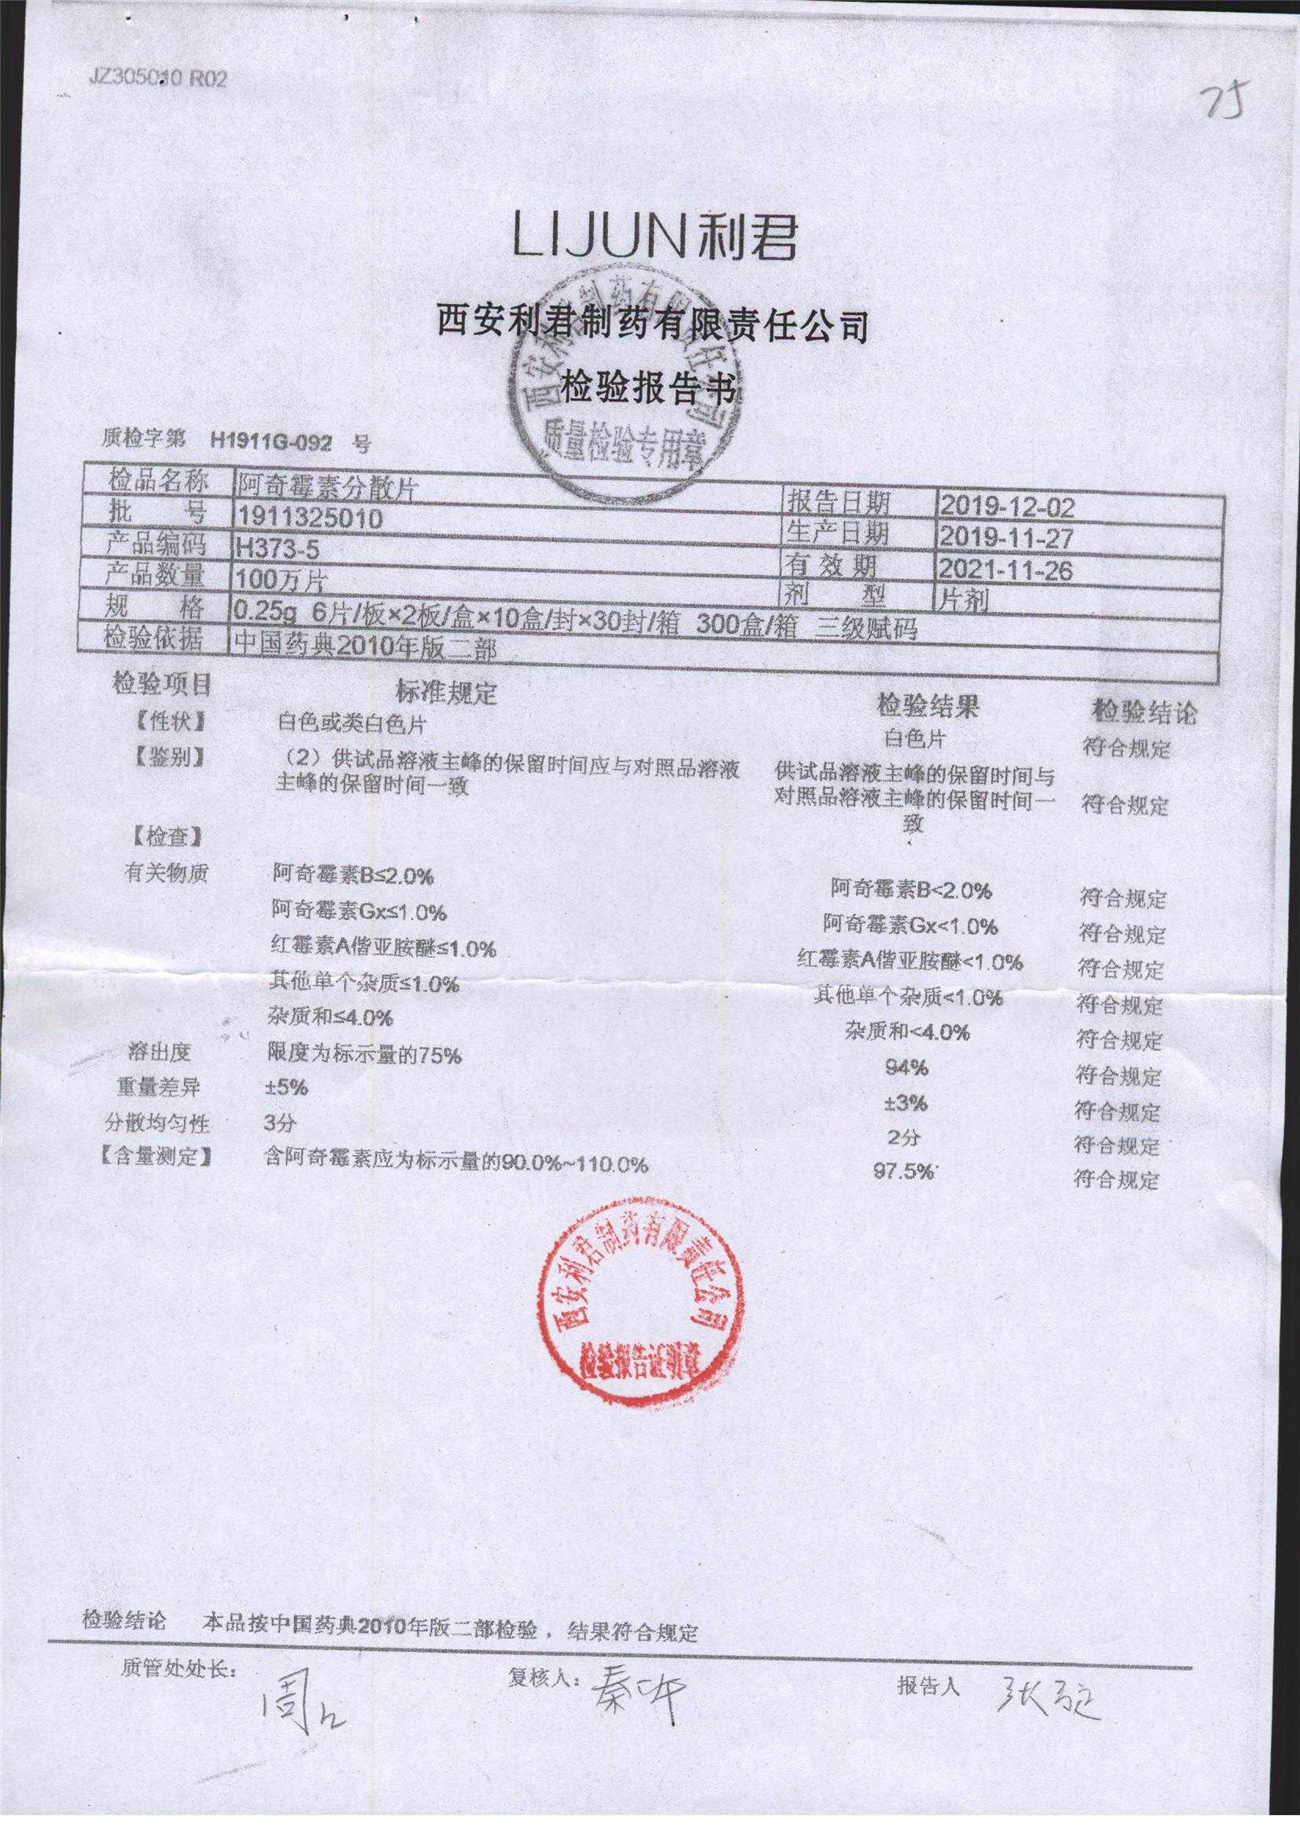 JZ305010 R02
75
LIJUN利君
西安利君制药有限责任公司
检验报告书
西安利君制药有限责任公司
质量检验专用章
质检字第 H1911G-092 号
检品名称 阿奇霉素分散片 报告日期 2019-12-02
批 号 1911325010 生产日期 2019-11-27
产品编码 H373-5 有效期 2021-11-26
产品数量 100万片 剂 型 片剂
规 格 0.25g 6片/板×2板/盒×10盒/封×30封/箱 300盒/箱 三级赋码
检验依据 中国药典2010年版二部
检验项目 标准规定 检验结果 检验结论
【性状】 白色或类白色片 白色片 符合规定
【鉴别】 （2）供试品溶液主峰的保留时间应与对照品溶液 供试品溶液主峰的保留时间与
主峰的保留时间一致 对照品溶液主峰的保留时间一 符合规定
致
【检查】
有关物质 阿奇霉素B≤2.0% 阿奇霉素B<2.0% 符合规定
阿奇霉素Gx≤1.0% 阿奇霉素Gx<1.0% 符合规定
红霉素A偕亚胺醚≤1.0% 红霉素A偕亚胺醚<1.0% 符合规定
其他单个杂质≤1.0% 其他单个杂质<1.0% 符合规定
杂质和≤4.0% 杂质和<4.0% 符合规定
溶出度 限度为标示量的75% 94% 符合规定
重量差异 ±5% ±3% 符合规定
分散均匀性 3分 2分 符合规定
【含量测定】 含阿奇霉素应为标示量的90.0%~110.0% 97.5% 符合规定
西安利君制药有限责任公司
检验结论 本品按中国药典2010年版二部检验，结果符合规定
质管处处长： 复核人： 报告人